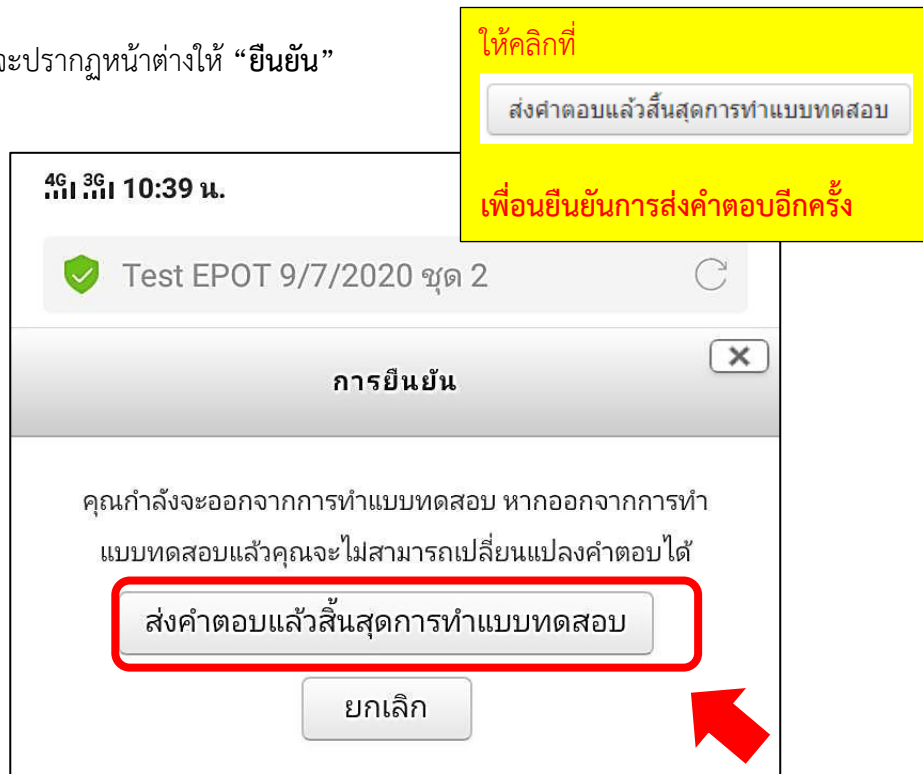 จะปรากฏหน้าต่างให้ “ยืนยัน”
ให้คลิกที่
ส่งคำตอบแล้วสิ้นสุดการทำแบบทดสอบ
เพื่อนยืนยันการส่งคำตอบอีกครั้ง
4G 3G 10:39 น.
Test EPOT 9/7/2020 ชุด 2
การยืนยัน
คุณกำลังจะออกจากการทำแบบทดสอบ หากออกจากการทำ
แบบทดสอบแล้วคุณจะไม่สามารถเปลี่ยนแปลงคำตอบได้
ส่งคำตอบแล้วสิ้นสุดการทำแบบทดสอบ
ยกเลิก